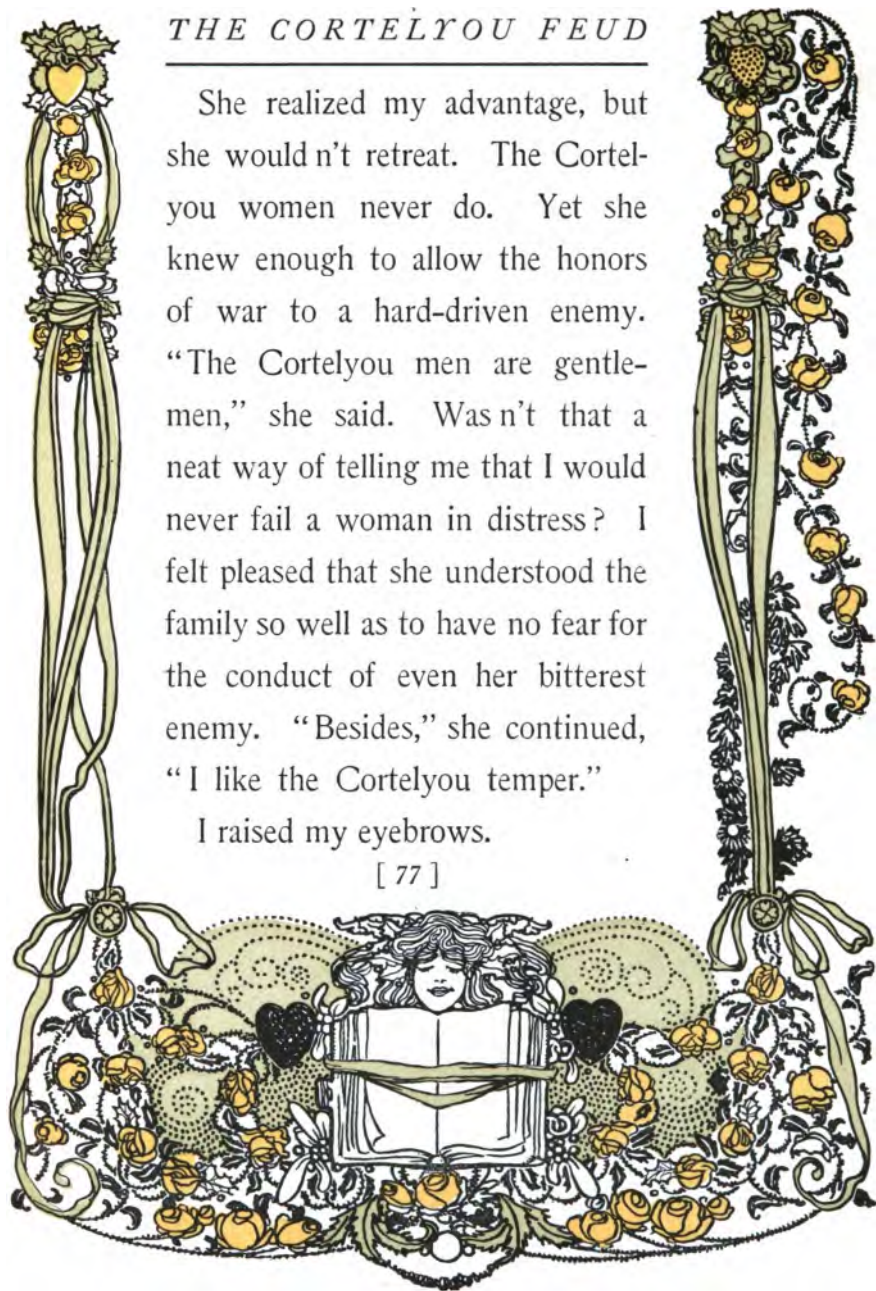 THE CORTELYOU FEUD
She realized my advantage, but
she would n't retreat. The Cortel-
you women never do. Yet she
knew enough to allow the honors
of war to a hard-driven enemy.
“The Cortelyou men are gentle-
men,” she said. Was n't that a
neat way of telling me that I would
never fail a woman in distress? I
felt pleased that she understood the
family so well as to have no fear for
the conduct of even her bitterest
enemy. “Besides,” she continued,
“I like the Cortelyou temper.”
I raised my eyebrows.
[ 77 ]